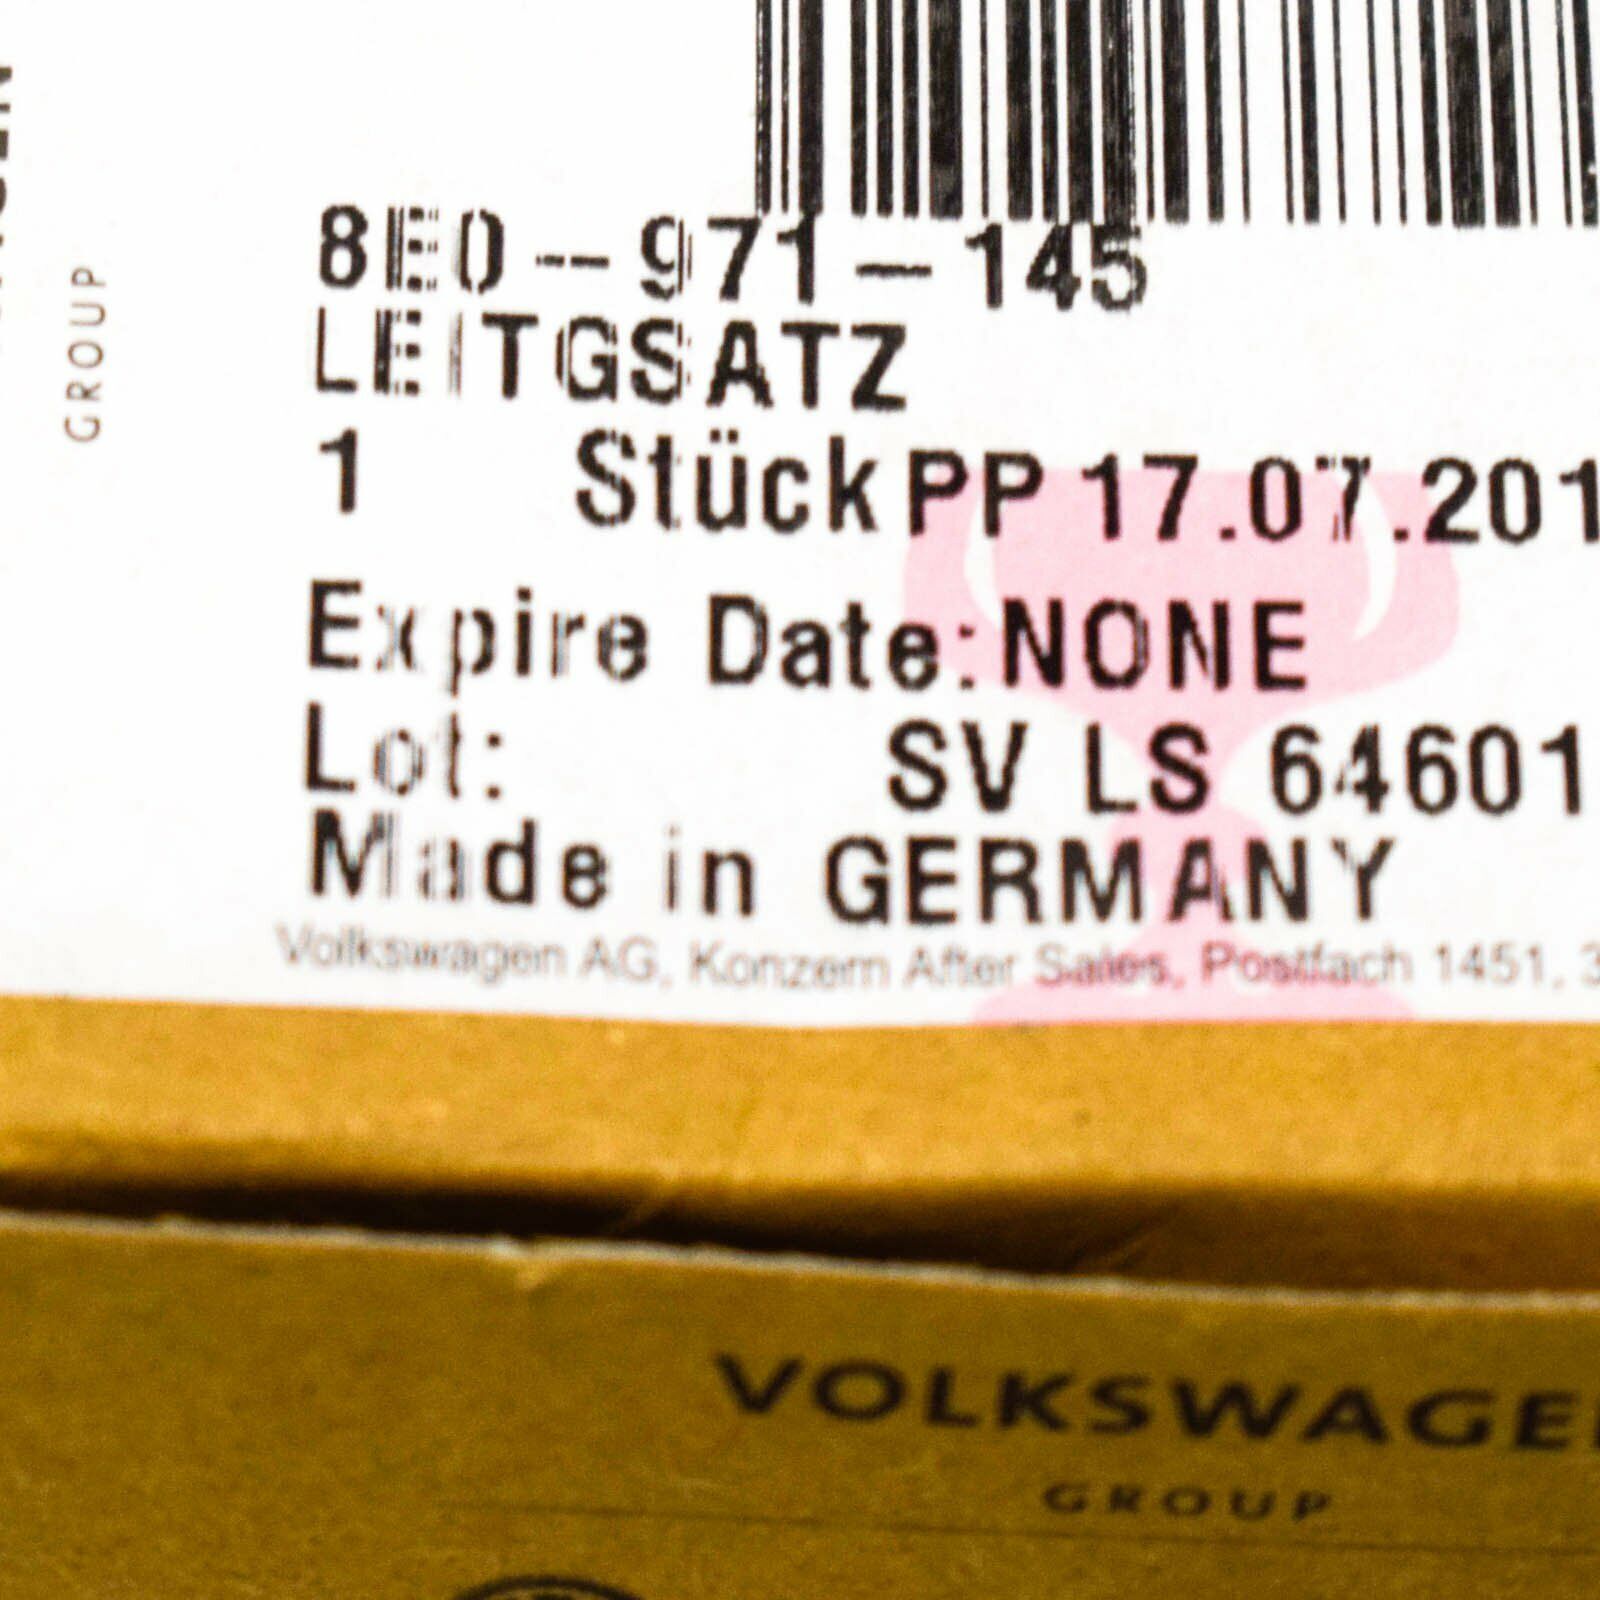 GROUP
8E0-971-145
LEITGSATZ
1 Stück PP 17.07.201
Expire Date: NONE
Lot: SV LS 64601
Made in GERMANY
Volkswagen AG, Konzern After Sales, Postfach 1451, 3
VOLKSWAGE
GROUP